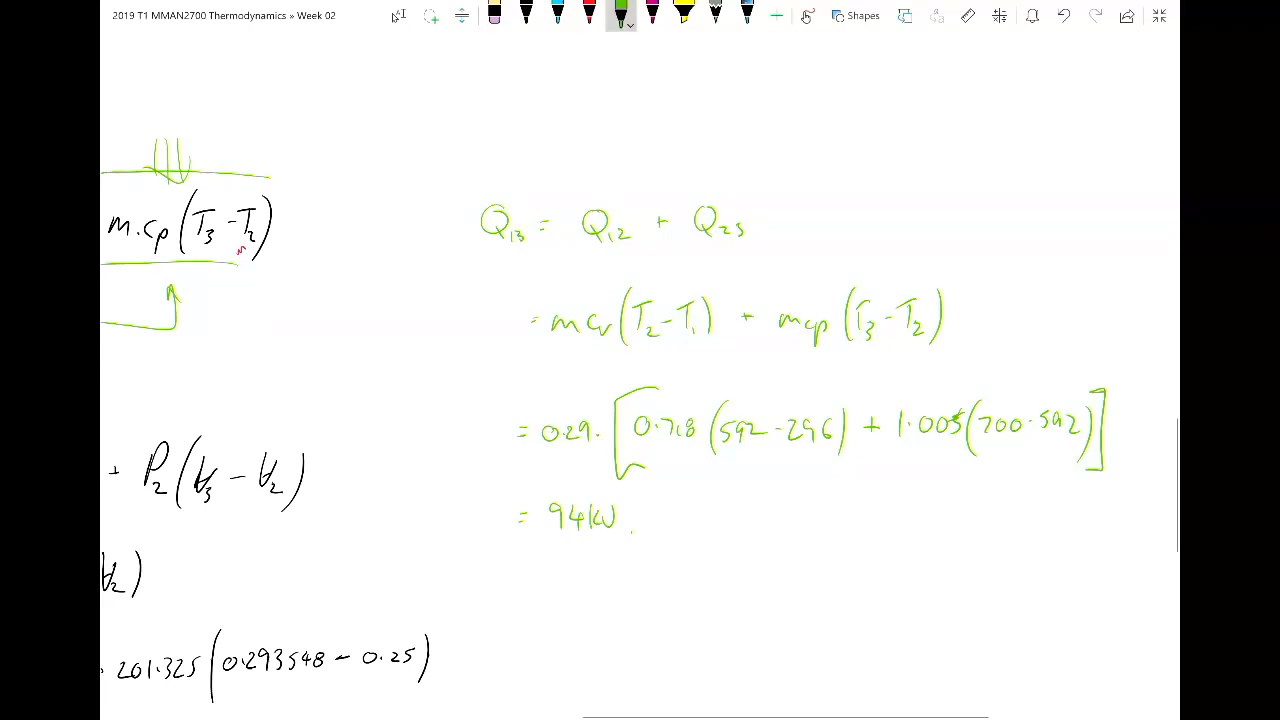 2019 T1 MMAN2700 Thermodynamics » Week 02
Shapes
m.cp(T3 - T2)
Q13 = Q12 + Q23
= mcv(T2 - T1) + mcp(T3 - T2)
= 0.29. [0.718(592 - 296) + 1.005(700 - 592)]
+ P2(V3 - V2)
= 94kJ.
V2)
. 201.325(0.293548 - 0.25)